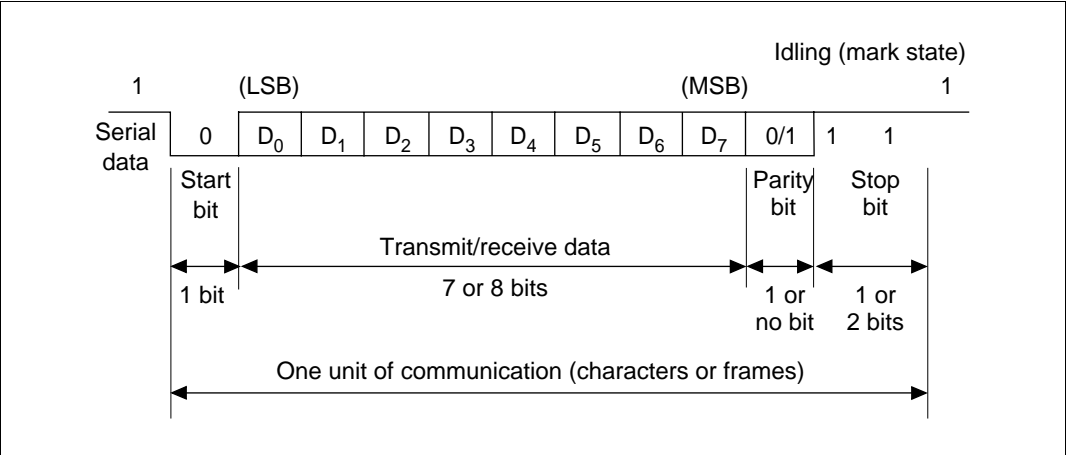 Idling (mark state)
1 (LSB) (MSB) 1
Serial data
0 D0 D1 D2 D3 D4 D5 D6 D7 0/1 1 1
Start bit
Parity bit
Stop bit
Transmit/receive data
1 bit
7 or 8 bits
1 or no bit
1 or 2 bits
One unit of communication (characters or frames)